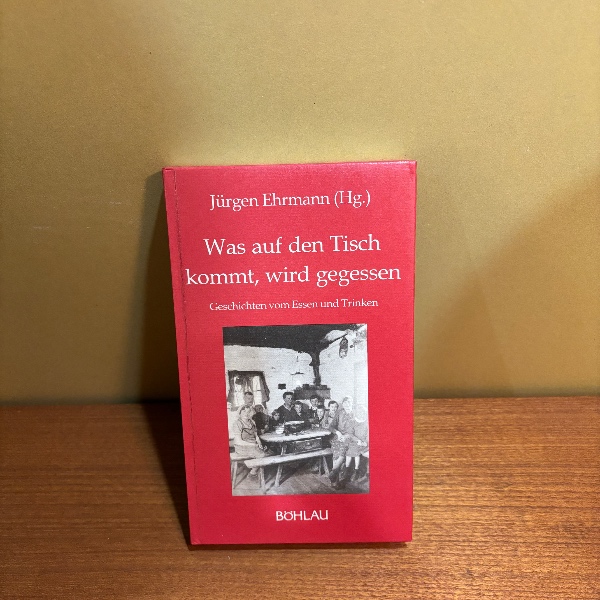 Jürgen Ehrmann (Hg.)
Was auf den Tisch
kommt, wird gegessen
Geschichten vom Essen und Trinken
BÖHLAU